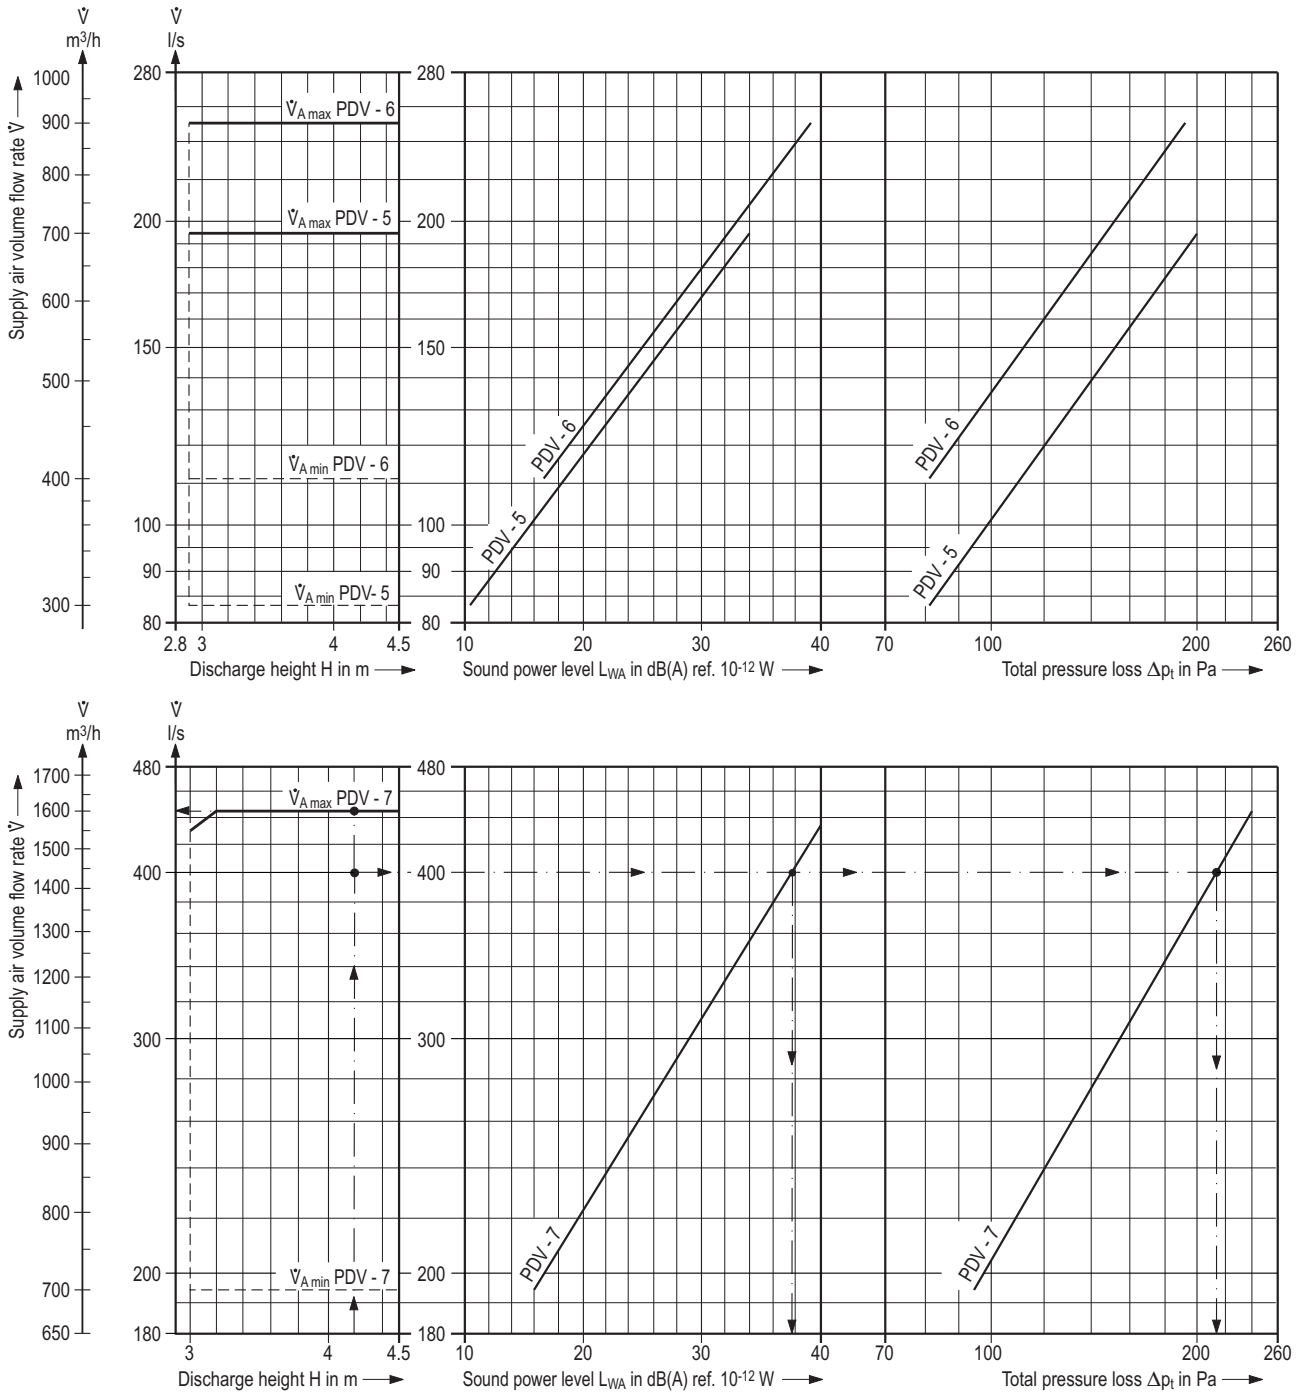 V̇ V̇
m³/h l/s
1000 280 280
V̇A max PDV - 6
900
800
200 200
V̇A max PDV - 5
700
600
150 150
500
PDV - 6 PDV - 6
V̇A min PDV - 6
400
100 100
PDV - 5 PDV - 5
90 90
V̇A min PDV- 5
300
80 80
Supply air volume flow rate V̇
2.8 3 4 4.5 10 20 30 40 70 100 200 260
Discharge height H in m Sound power level LWA in dB(A) ref. 10-12 W Total pressure loss Δpt in Pa
V̇ V̇
m³/h l/s
1700 480 480
V̇A max PDV - 7
1600
1500
400 400
1400
1300
1200
1100
300 300
1000
900
800
PDV - 7 PDV - 7
200 200
V̇A min PDV - 7
700
650 180 180
Supply air volume flow rate V̇
3 4 4.5 10 20 30 40 70 100 200 260
Discharge height H in m Sound power level LWA in dB(A) ref. 10-12 W Total pressure loss Δpt in Pa